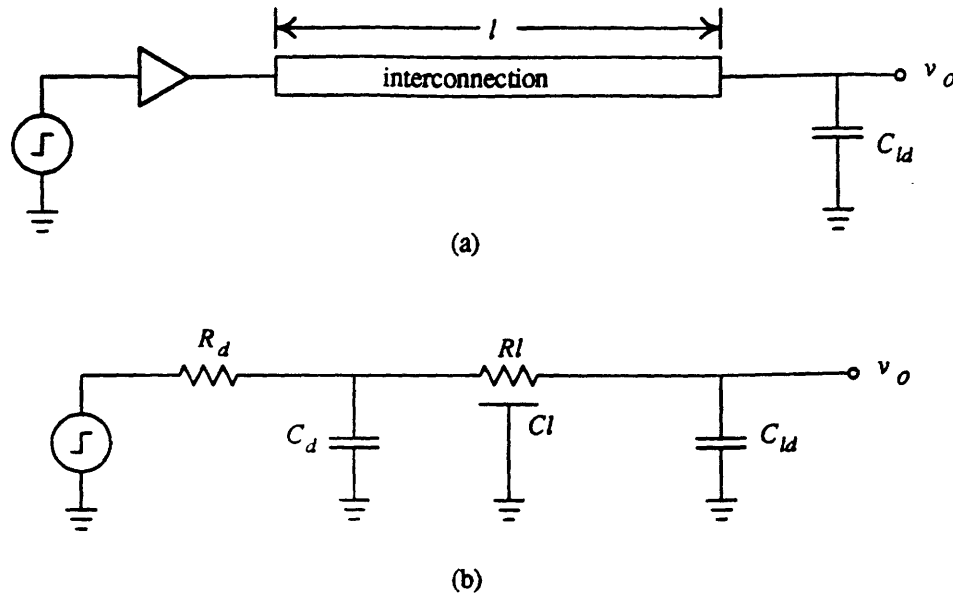 l
interconnection
v o
C ld
(a)
R d
Rl
v o
C d
Cl
C ld
(b)